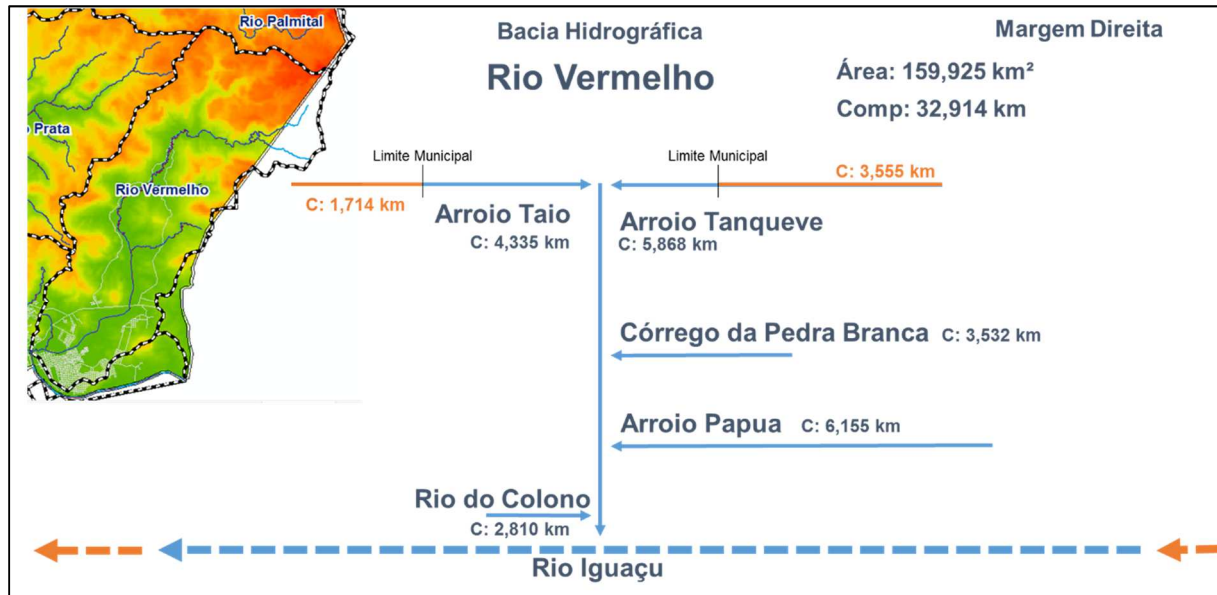 Rio Palmital
Prata
Rio Vermelho
Bacia Hidrográfica
Rio Vermelho
Margem Direita
Área: 159,925 km²
Comp: 32,914 km
Limite Municipal
Limite Municipal
C: 1,714 km
C: 3,555 km
Arroio Taio
C: 4,335 km
Arroio Tanqueve
C: 5,868 km
Córrego da Pedra Branca C: 3,532 km
Arroio Papua C: 6,155 km
Rio do Colono
C: 2,810 km
Rio Iguaçu